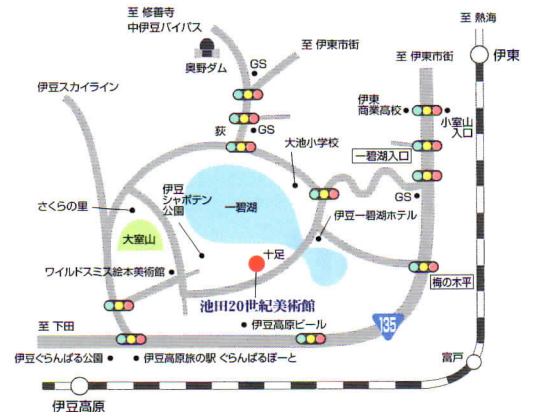 至 修善寺
中伊豆バイパス
奥野ダム
GS
至 伊東市街
至 熱海
伊東
至 伊東市街
伊豆スカイライン
伊東
商業高校
小室山
入口
荻
GS
大池小学校
一碧湖入口
GS
伊豆
シャボテン
公園
一碧湖
さくらの里
大室山
伊豆一碧湖ホテル
十足
ワイルドスミス絵本美術館
梅の木平
池田20世紀美術館
至 下田
伊豆高原ビール
135
伊豆ぐらんぱる公園
伊豆高原旅の駅 ぐらんぱるぽーと
富戸
伊豆高原